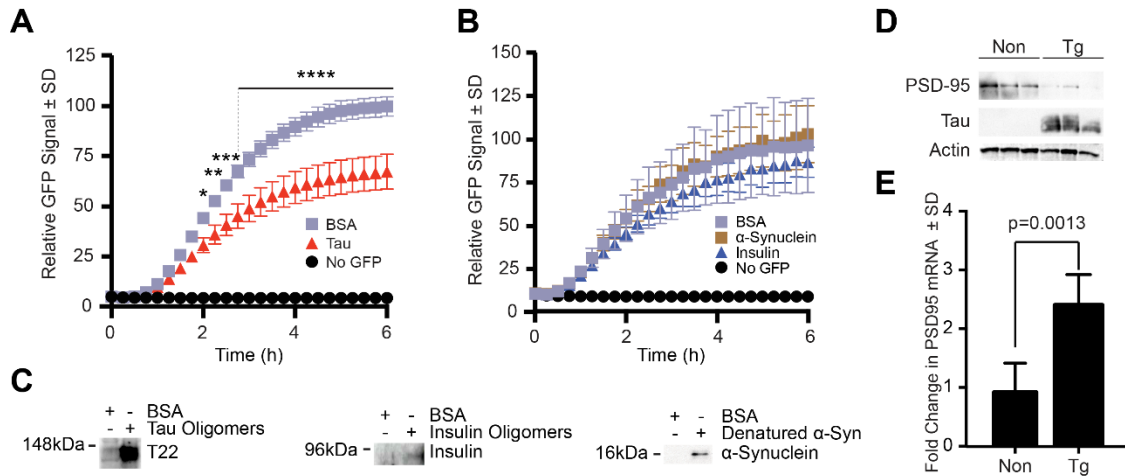 A
Relative GFP Signal ± SD
125
100
75
50
25
0
0
2
4
6
Time (h)
*
**
***
****
BSA
Tau
No GFP
B
Relative GFP Signal ± SD
150
125
100
75
50
25
0
0
2
4
6
Time (h)
BSA
α-Synuclein
Insulin
No GFP
C
+ - BSA
- + Tau Oligomers
148kDa
T22
+ - BSA
- + Insulin Oligomers
96kDa
Insulin
+ - BSA
- + Denatured α-Syn
16kDa
α-Synuclein
D
Non Tg
PSD-95
Tau
Actin
E
Fold Change in PSD95 mRNA ± SD
p=0.0013
4
3
2
1
0
Non Tg